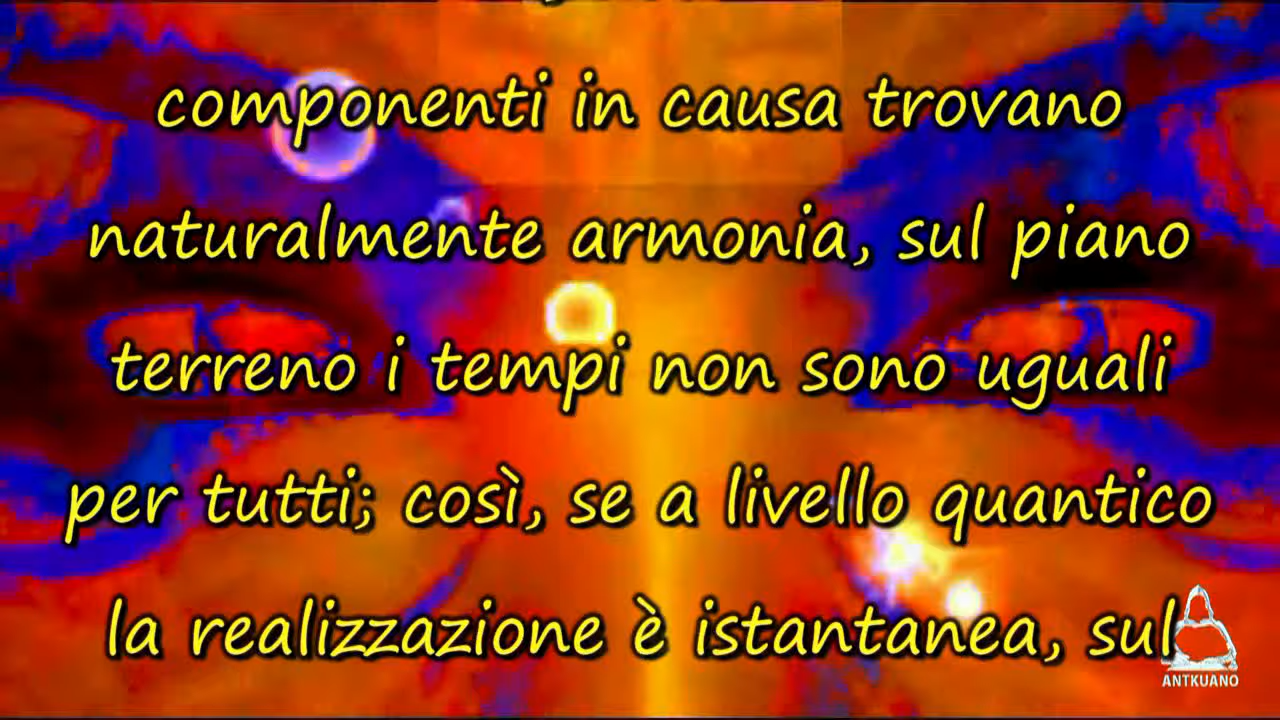 componenti in causa trovano
naturalmente armonia, sul piano
terreno i tempi non sono uguali
per tutti; così, se a livello quantico
la realizzazione è istantanea, sul
ANTKUANO